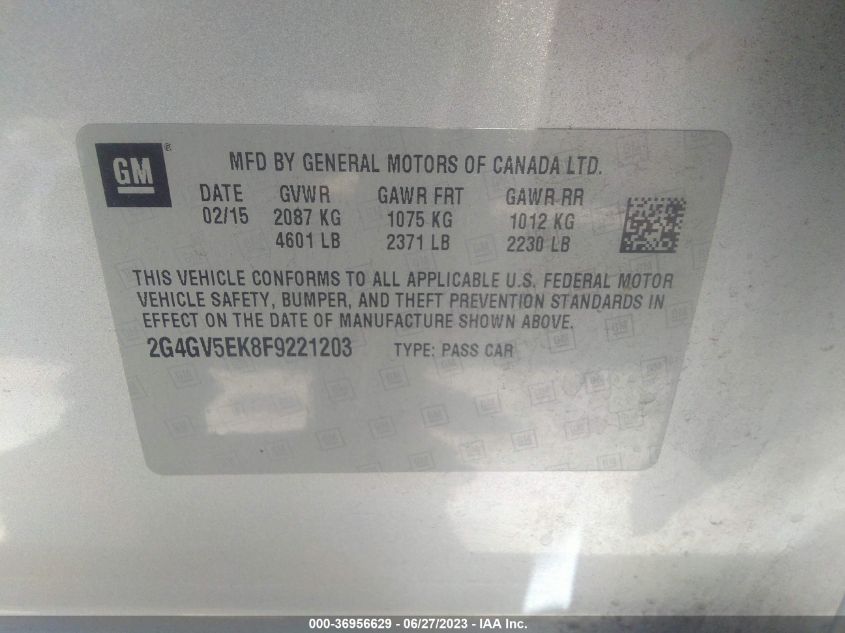 GM ®
MFD BY GENERAL MOTORS OF CANADA LTD.
DATE GVWR GAWR FRT GAWR RR
02/15 2087 KG 1075 KG 1012 KG
4601 LB 2371 LB 2230 LB
THIS VEHICLE CONFORMS TO ALL APPLICABLE U.S. FEDERAL MOTOR
VEHICLE SAFETY, BUMPER, AND THEFT PREVENTION STANDARDS IN
EFFECT ON THE DATE OF MANUFACTURE SHOWN ABOVE.
2G4GV5EK8F9221203 TYPE: PASS CAR
000-36956629 - 06/27/2023 - IAA Inc.